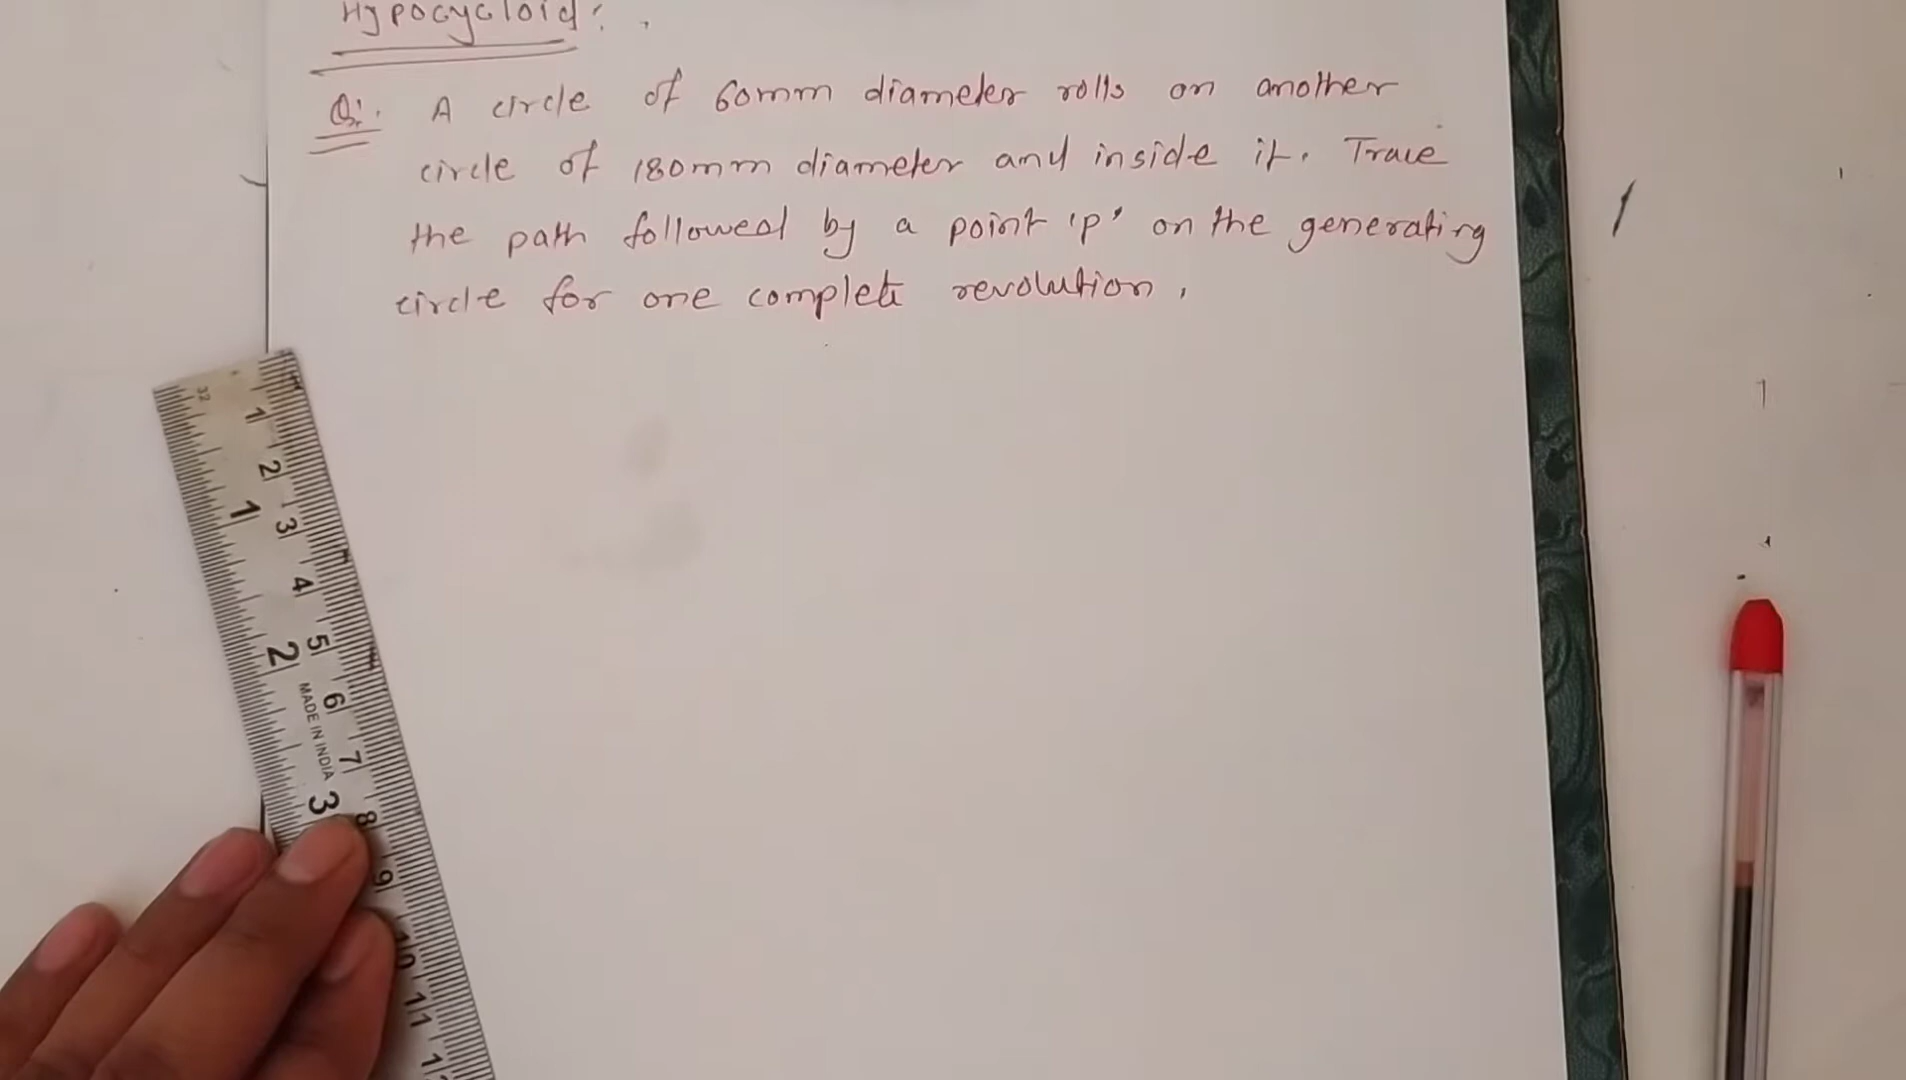 Hypocycloid:
Q:. A circle of 60mm diameter rolls on another
circle of 180mm diameter and inside it. Trace
the path followed by a point 'p' on the generating
circle for one complete revolution.
32
1 2 3 4 5 6 7 8 9 10 11
1 2 3
MADE IN INDIA